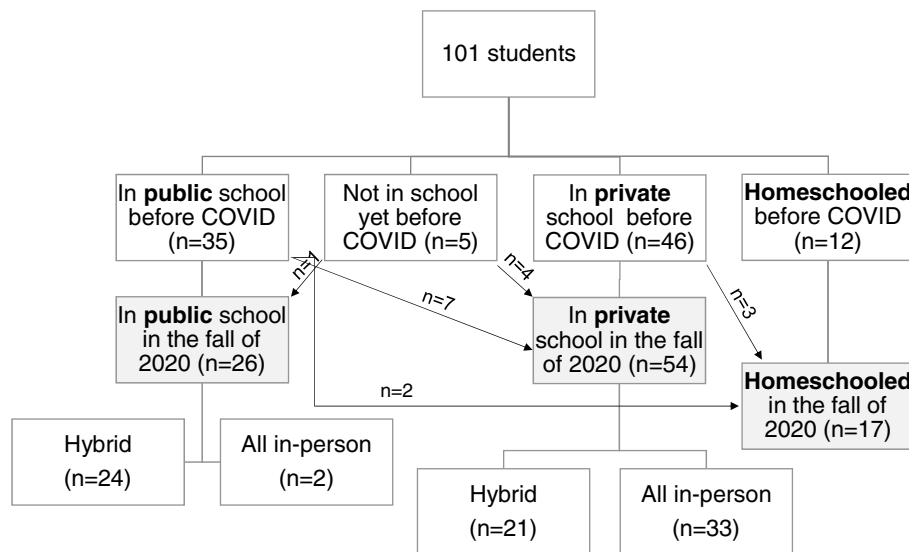 101 students
In public school
before COVID
(n=35)
Not in school
yet before
COVID (n=5)
In private
school before
COVID (n=46)
Homeschooled
before COVID
(n=12)
n=1
n=4
n=7
n=3
In public school
in the fall of
2020 (n=26)
In private
school in the fall
of 2020 (n=54)
n=2
Homeschooled
in the fall of
2020 (n=17)
Hybrid
(n=24)
All in-person
(n=2)
Hybrid
(n=21)
All in-person
(n=33)